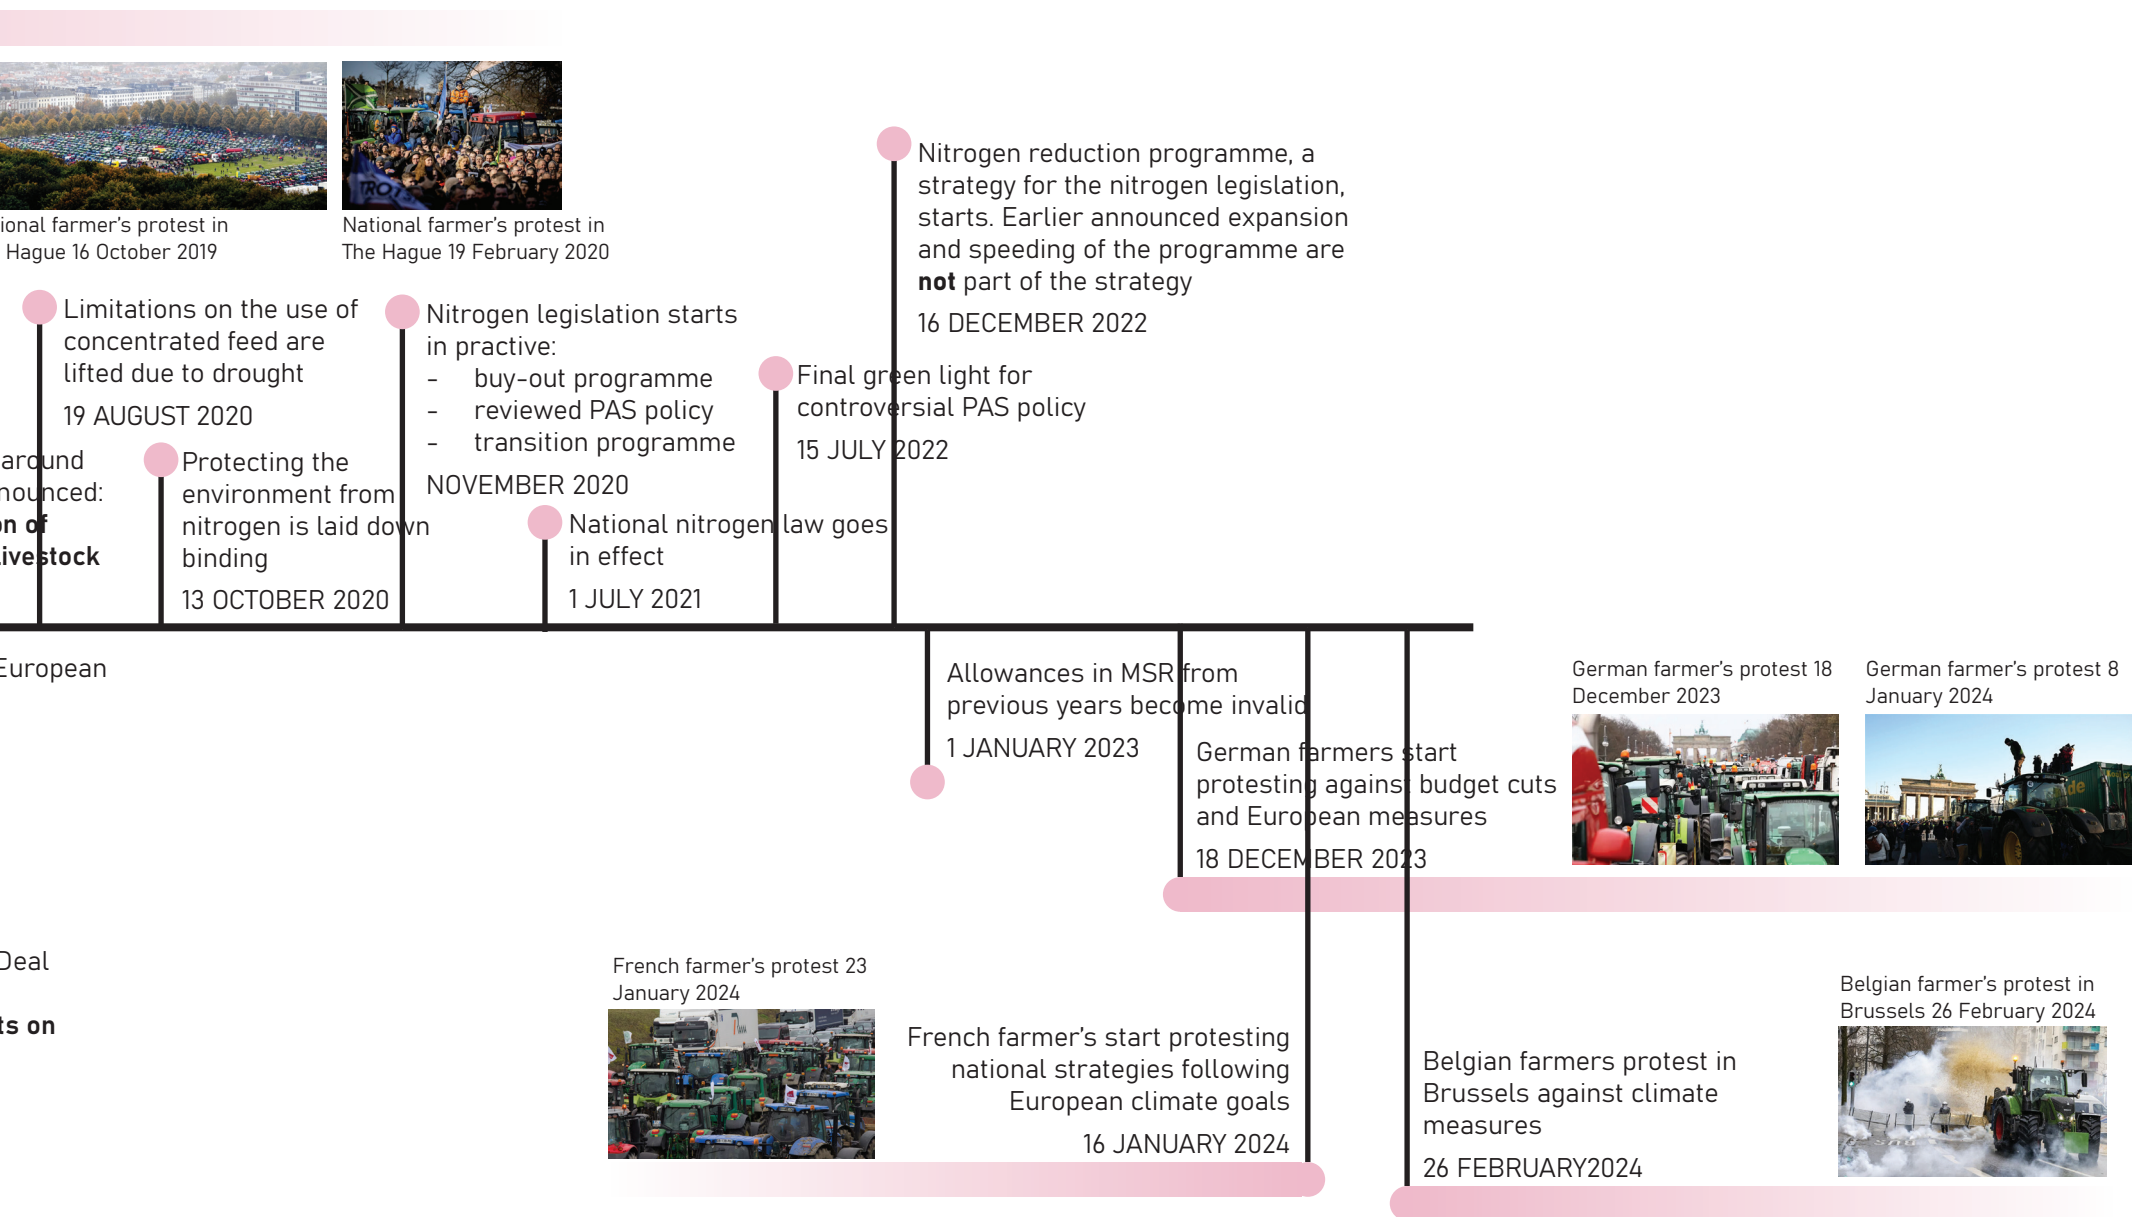 ional farmer's protest in
Hague 16 October 2019
National farmer's protest in
The Hague 19 February 2020
Limitations on the use of
concentrated feed are
lifted due to drought
19 AUGUST 2020
around
nounced:
on of
livestock
Protecting the
environment from
nitrogen is laid down
binding
13 OCTOBER 2020
Nitrogen legislation starts
in practive:
- buy-out programme
- reviewed PAS policy
- transition programme
NOVEMBER 2020
National nitrogen law goes
in effect
1 JULY 2021
Final green light for
controversial PAS policy
15 JULY 2022
Nitrogen reduction programme, a
strategy for the nitrogen legislation,
starts. Earlier announced expansion
and speeding of the programme are
not part of the strategy
16 DECEMBER 2022
European
Allowances in MSR from
previous years become invalid
1 JANUARY 2023
German farmers start
protesting against budget cuts
and European measures
18 DECEMBER 2023
German farmer's protest 18
December 2023
German farmer's protest 8
January 2024
Deal
ts on
French farmer's protest 23
January 2024
French farmer's start protesting
national strategies following
European climate goals
16 JANUARY 2024
Belgian farmers protest in
Brussels against climate
measures
26 FEBRUARY2024
Belgian farmer's protest in
Brussels 26 February 2024